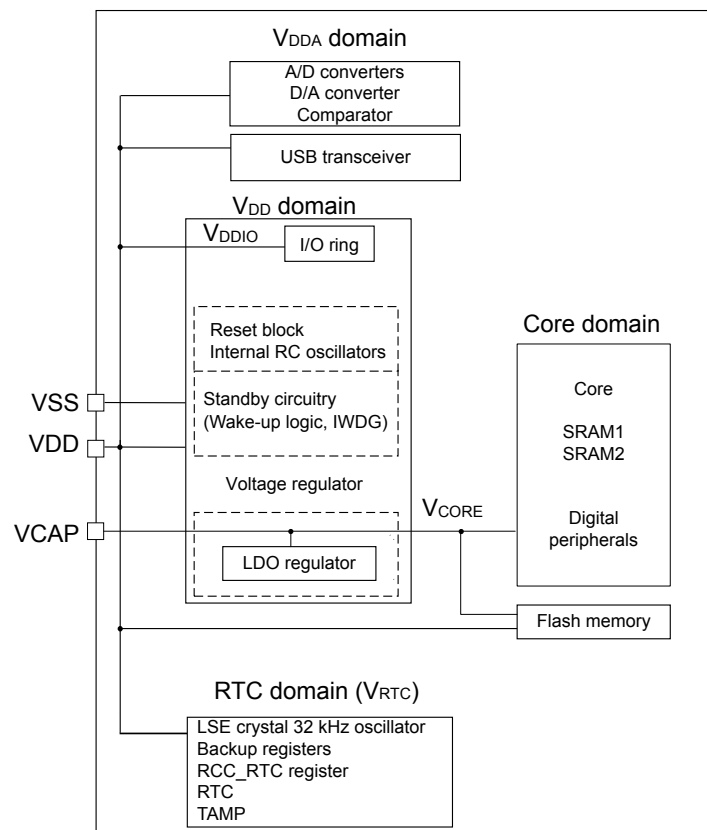 VDDA domain
A/D converters
D/A converter
Comparator
USB transceiver
VDD domain
VDDIO
I/O ring
Reset block
Internal RC oscillators
Standby circuitry
(Wake-up logic, IWDG)
Voltage regulator
LDO regulator
VSS
VDD
VCAP
VCORE
Core domain
Core
SRAM1
SRAM2
Digital
peripherals
Flash memory
RTC domain (VRTC)
LSE crystal 32 kHz oscillator
Backup registers
RCC_RTC register
RTC
TAMP